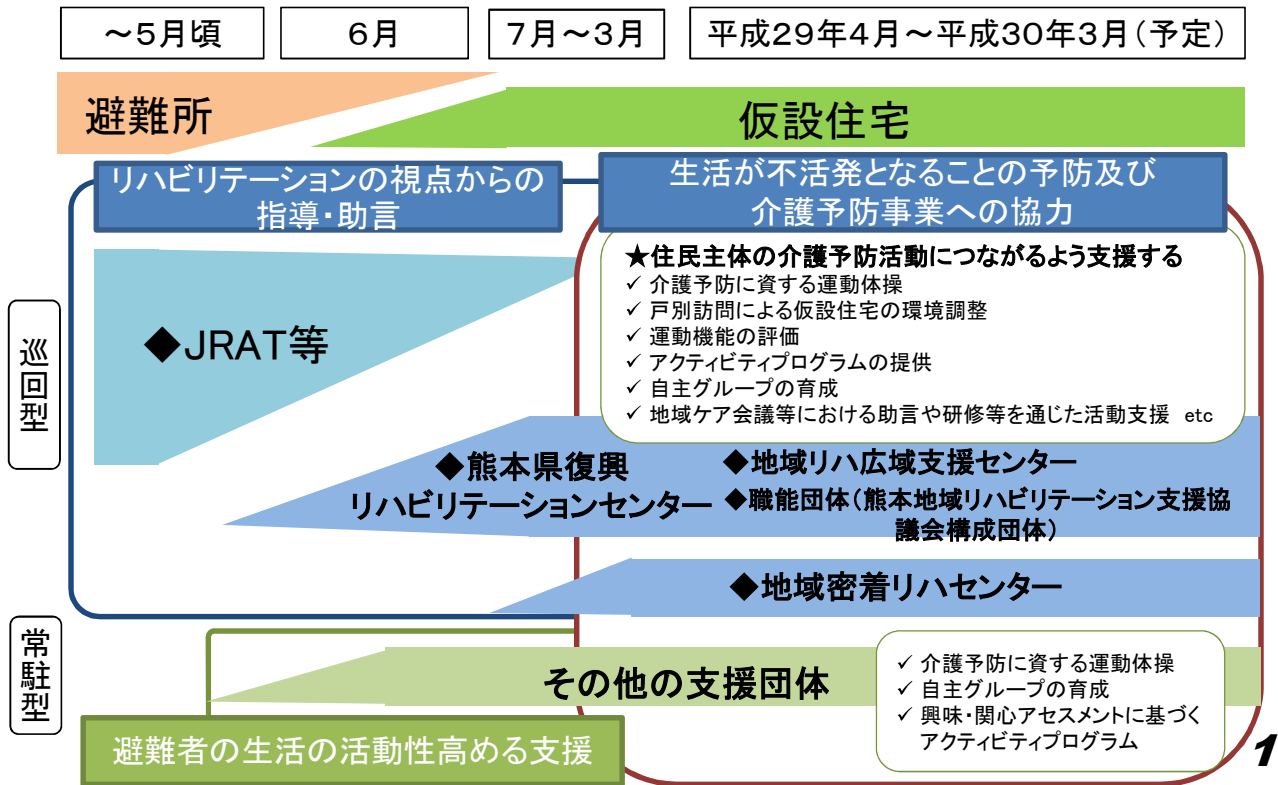 ～5月頃
6月
7月～3月
平成29年4月～平成30年3月(予定)
避難所
仮設住宅
リハビリテーションの視点からの
指導・助言
生活が不活発となることの予防及び
介護予防事業への協力
★住民主体の介護予防活動につながるよう支援する
✓ 介護予防に資する運動体操
✓ 戸別訪問による仮設住宅の環境調整
✓ 運動機能の評価
✓ アクティビティプログラムの提供
✓ 自主グループの育成
✓ 地域ケア会議等における助言や研修等を通じた活動支援 etc
巡回型
◆JRAT等
◆熊本県復興
リハビリテーションセンター
◆地域リハ広域支援センター
◆職能団体(熊本地域リハビリテーション支援協
議会構成団体)
◆地域密着リハセンター
常駐型
その他の支援団体
✓ 介護予防に資する運動体操
✓ 自主グループの育成
✓ 興味・関心アセスメントに基づく
アクティビティプログラム
避難者の生活の活動性高める支援
1